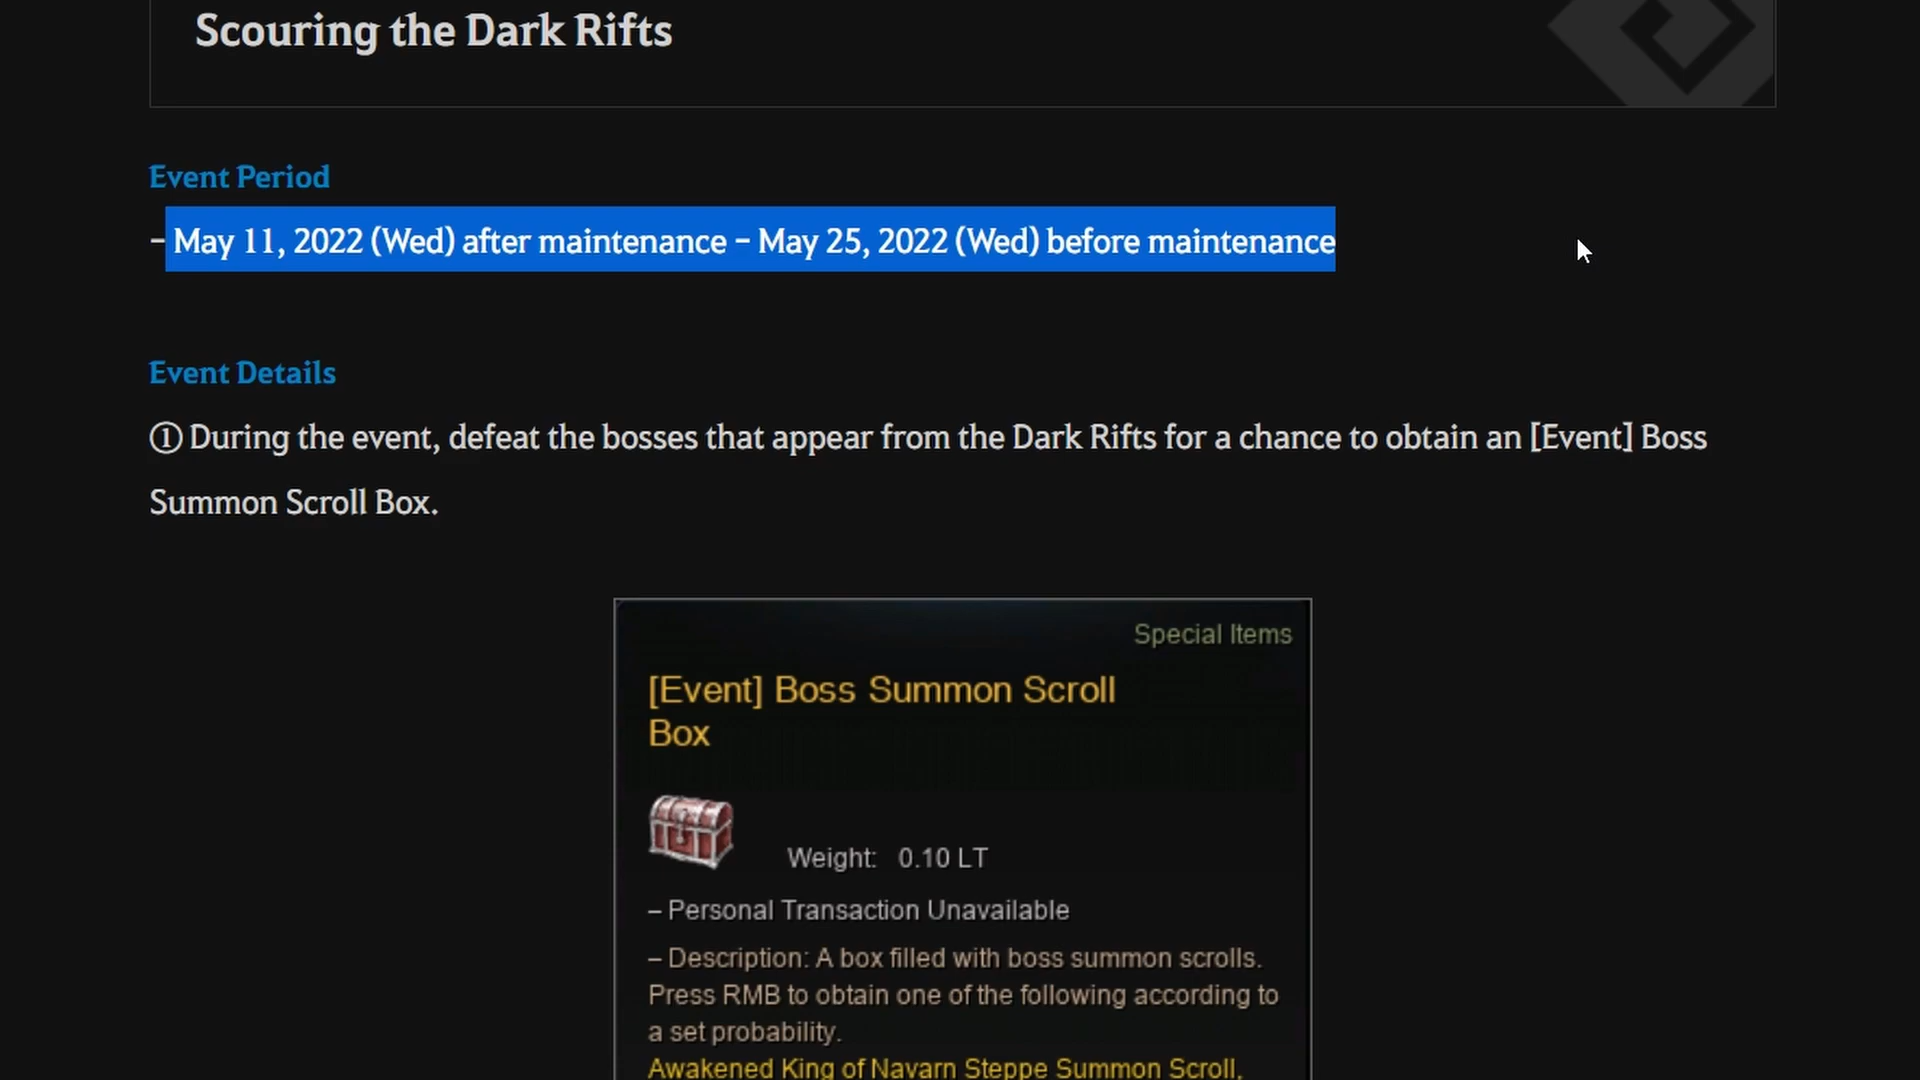 Scouring the Dark Rifts
Event Period
– May 11, 2022 (Wed) after maintenance – May 25, 2022 (Wed) before maintenance
Event Details
① During the event, defeat the bosses that appear from the Dark Rifts for a chance to obtain an [Event] Boss
Summon Scroll Box.
Special Items
[Event] Boss Summon Scroll
Box
Weight: 0.10 LT
– Personal Transaction Unavailable
– Description: A box filled with boss summon scrolls.
Press RMB to obtain one of the following according to
a set probability.
Awakened King of Navarn Steppe Summon Scroll,